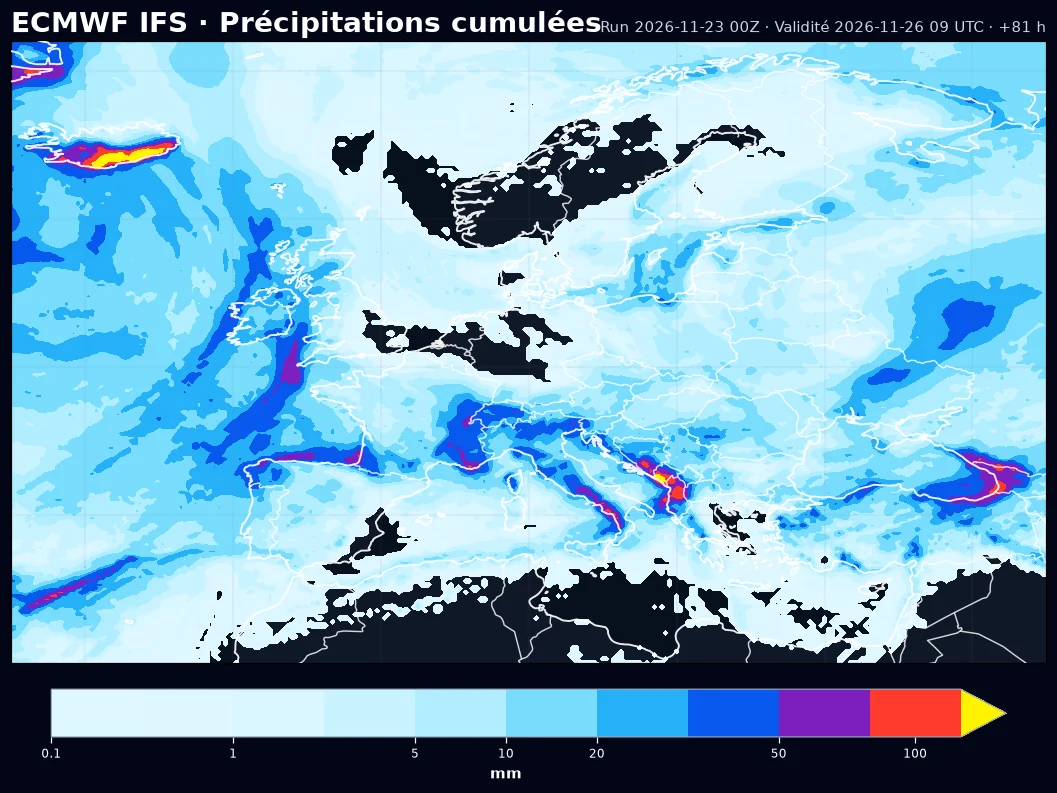 ECMWF IFS · Précipitations cumulées
Run 2026-11-23 00Z · Validité 2026-11-26 09 UTC · +81 h
0.1 1 5 10 20 50 100
mm